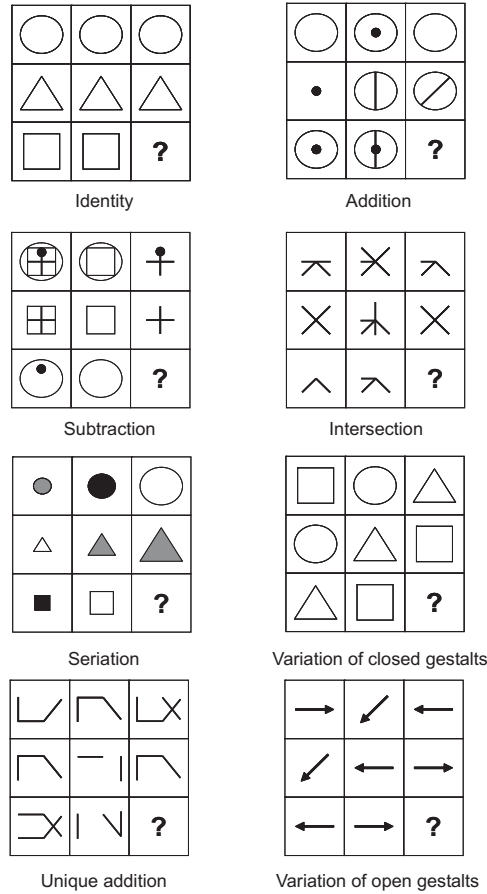 ?
Identity
?
Addition
?
Subtraction
?
Intersection
?
Seriation
?
Variation of closed gestalts
?
Unique addition
?
Variation of open gestalts